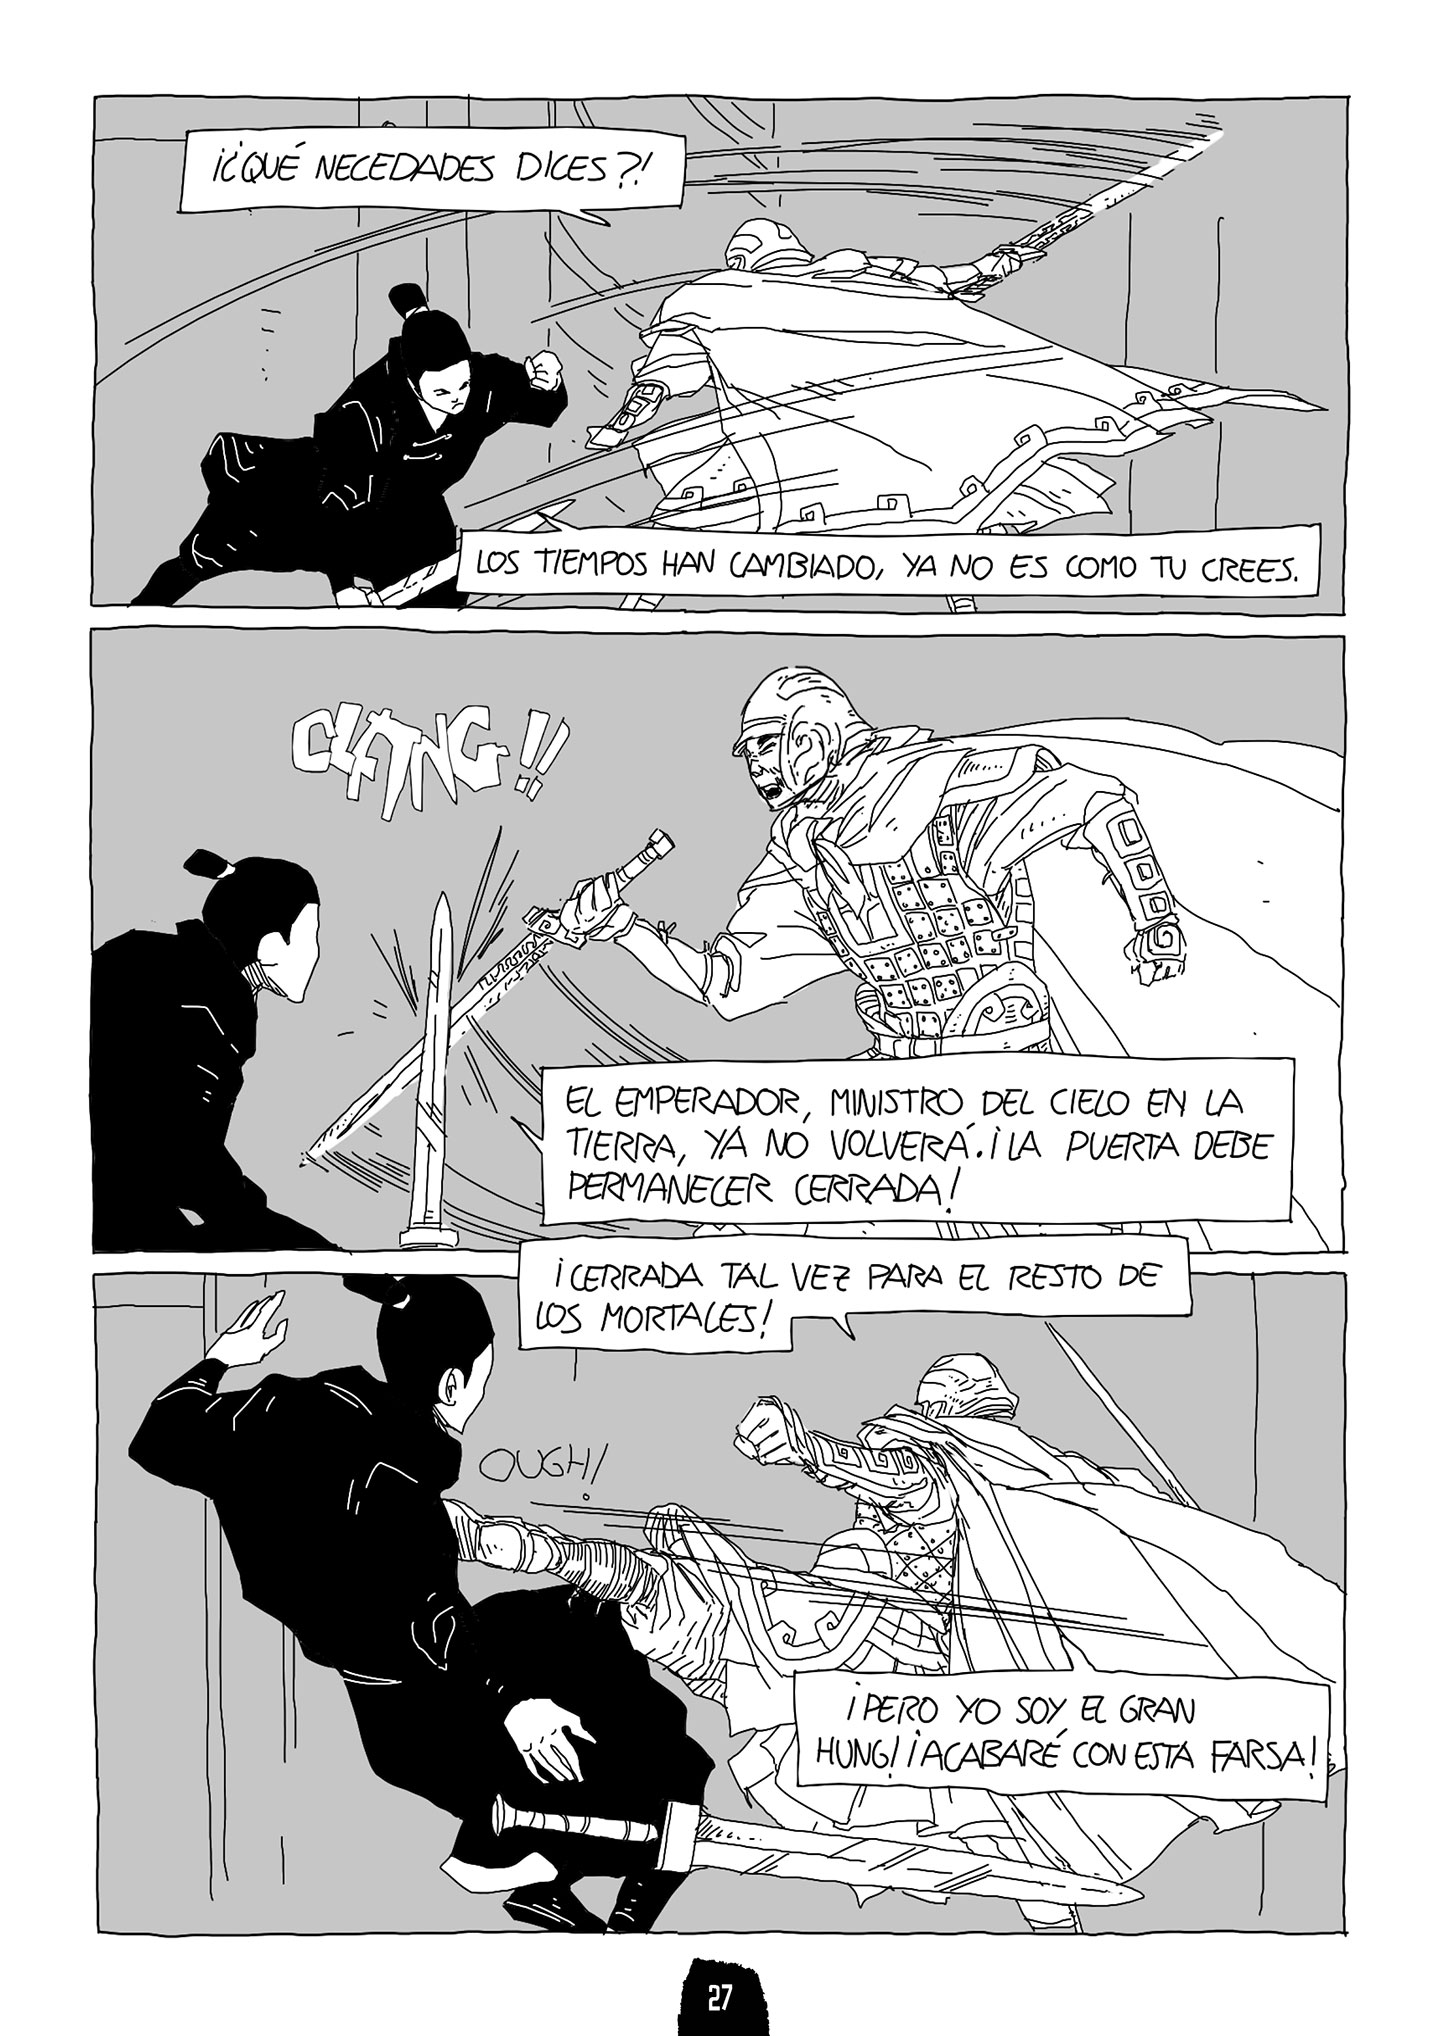 ¡¿QUÉ NECEDADES DICES?!
LOS TIEMPOS HAN CAMBIADO, YA NO ES COMO TU CREES.
CLANG!!
EL EMPERADOR, MINISTRO DEL CIELO EN LA
TIERRA, YA NO VOLVERÁ. ¡LA PUERTA DEBE
PERMANECER CERRADA!
¡CERRADA TAL VEZ PARA EL RESTO DE
LOS MORTALES!
OUGH!
¡PERO YO SOY EL GRAN
HUNG! ¡ACABARÉ CON ESTA FARSA!
27